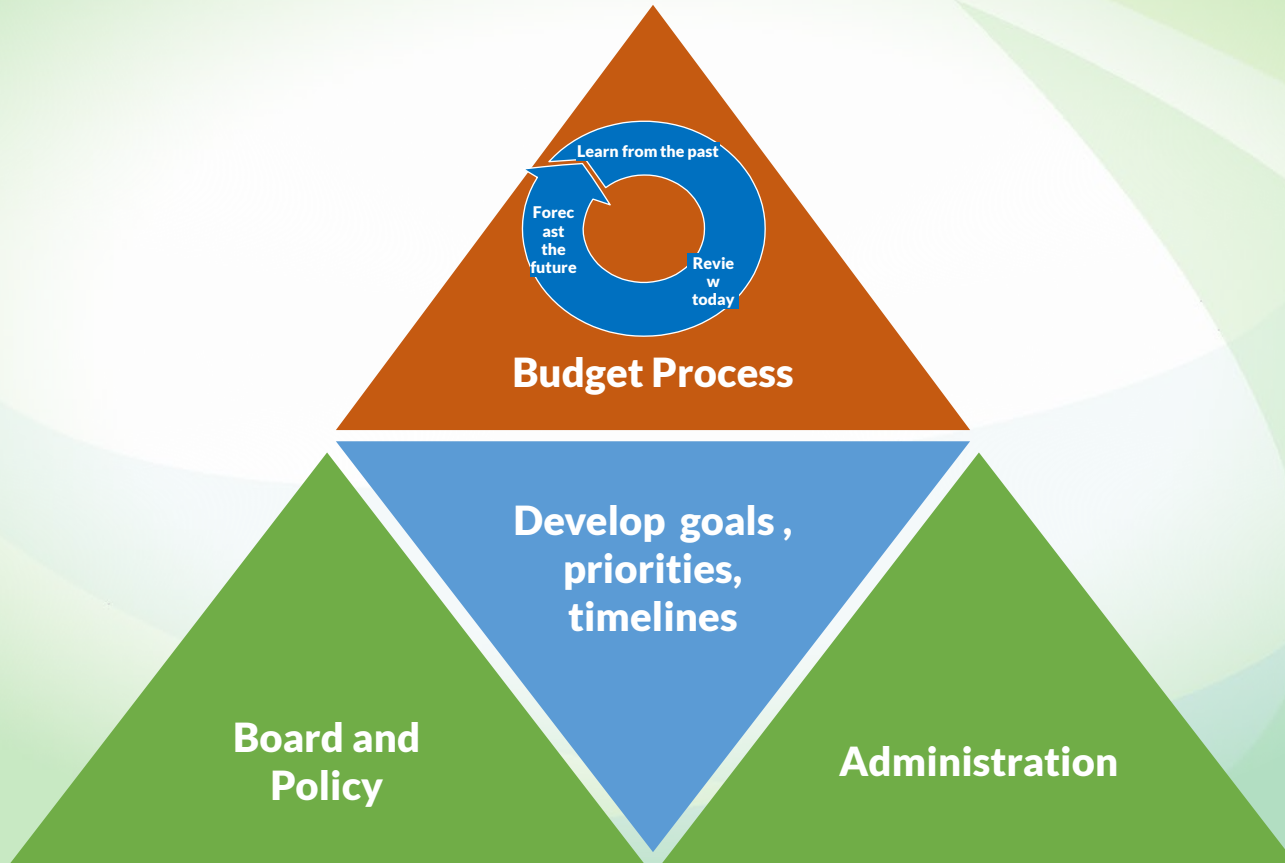 Learn from the past
Forec
ast
the
future
Revie
w
today
Budget Process
Develop goals ,
priorities,
timelines
Board and
Policy
Administration